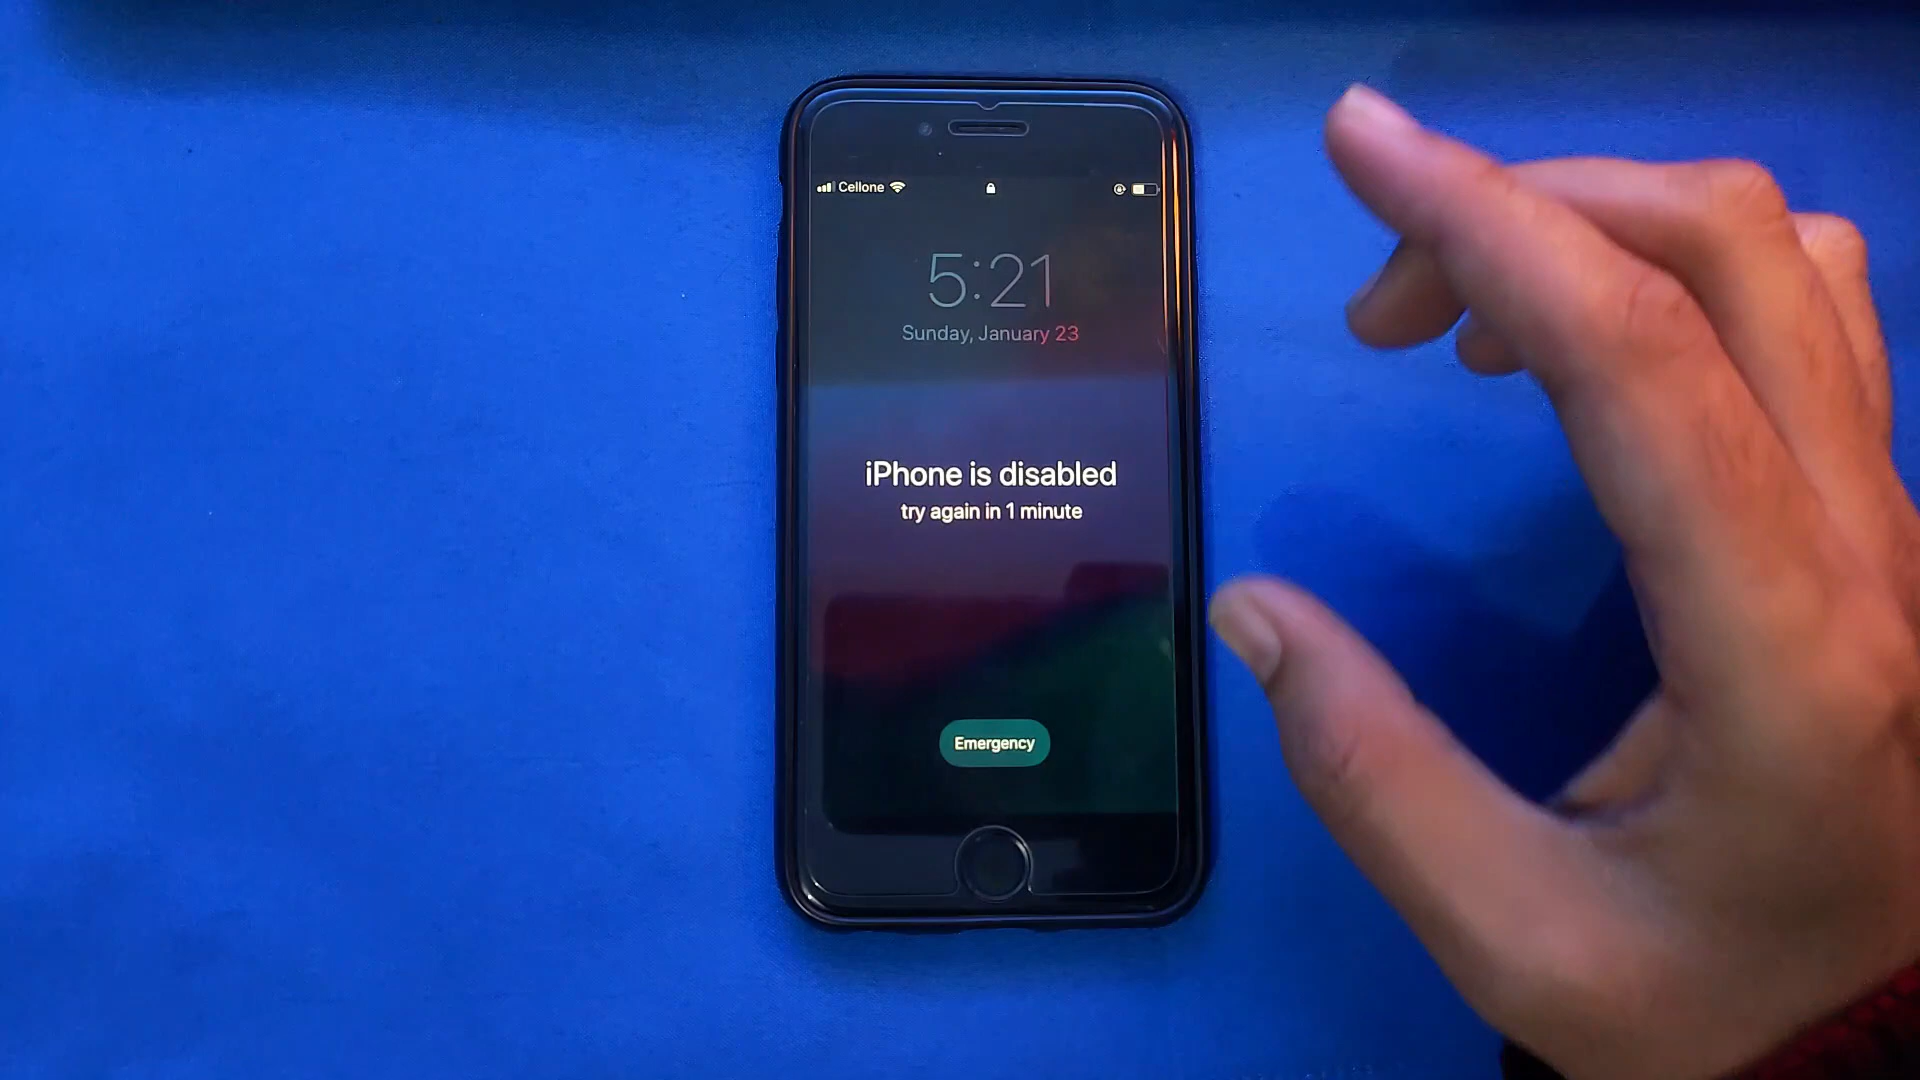 Cellone
5:21
Sunday, January 23
iPhone is disabled
try again in 1 minute
Emergency